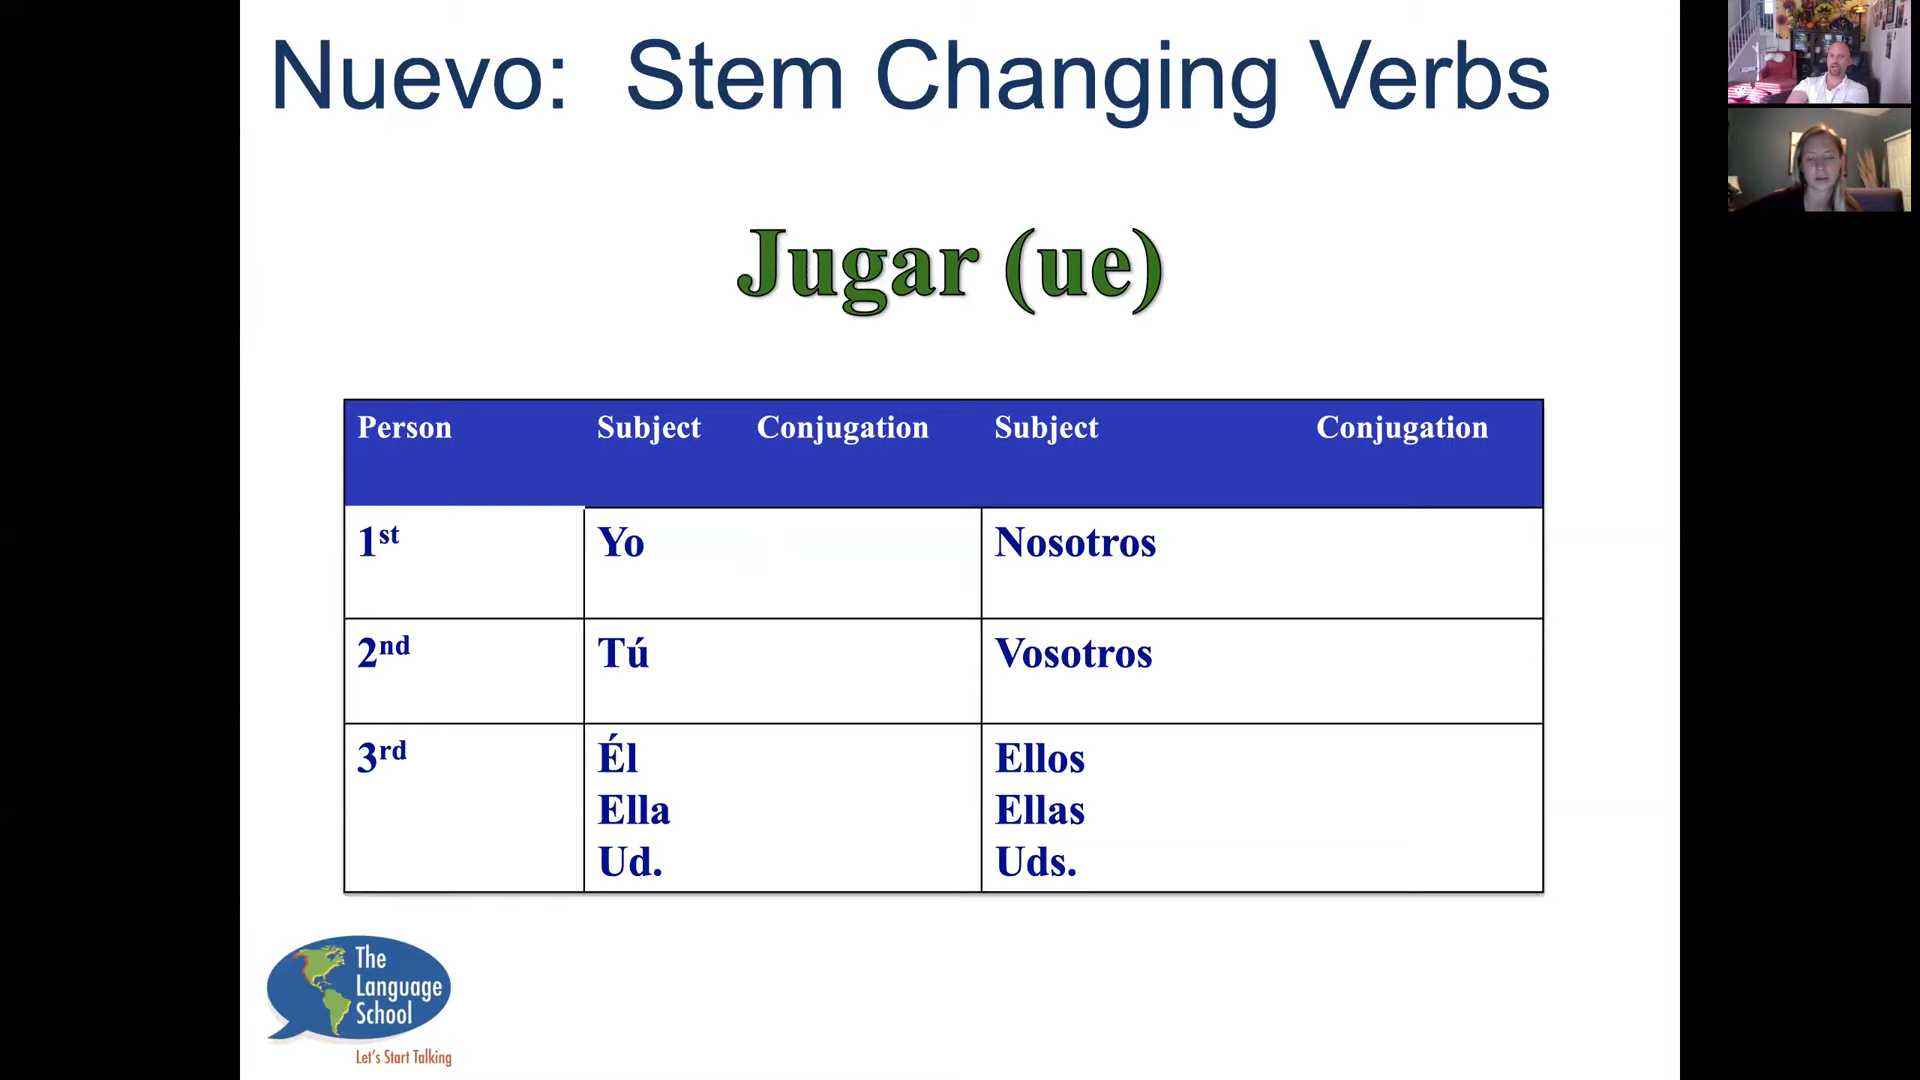 Nuevo: Stem Changing Verbs
Jugar (ue)
Person Subject Conjugation Subject Conjugation
1st Yo Nosotros
2nd Tú Vosotros
3rd Él Ellos
Ella Ellas
Ud. Uds.
The
Language
School
Let's Start Talking